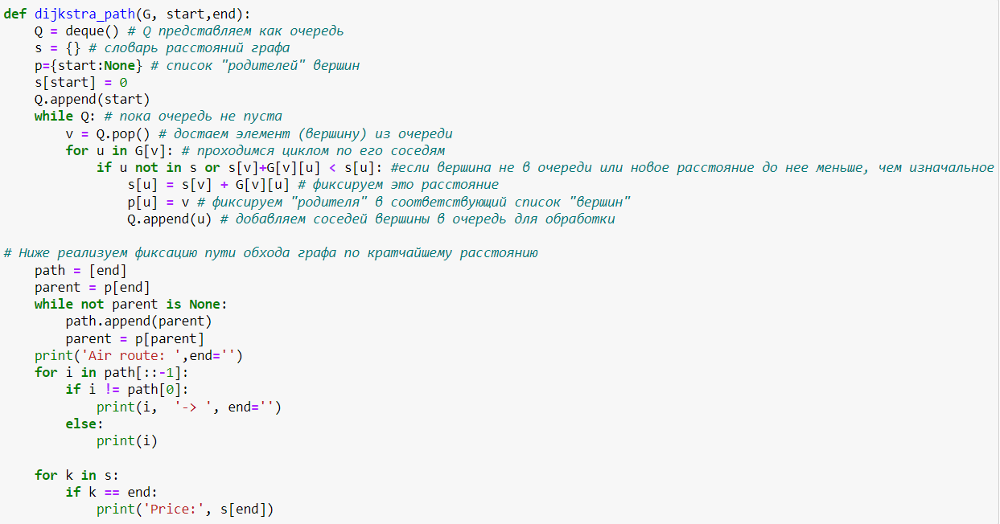 def dijkstra_path(G, start,end):
    Q = deque() # Q представляем как очередь
    s = {} # словарь расстояний графа
    p={start:None} # список "родителей" вершин
    s[start] = 0
    Q.append(start)
    while Q: # пока очередь не пуста
        v = Q.pop() # достаем элемент (вершину) из очереди
        for u in G[v]: # проходимся циклом по его соседям
            if u not in s or s[v]+G[v][u] < s[u]: #если вершина не в очереди или новое расстояние до нее меньше, чем изначальное
                s[u] = s[v] + G[v][u] # фиксируем это расстояние
                p[u] = v # фиксируем "родителя" в соответствующий список "вершин"
                Q.append(u) # добавляем соседей вершины в очередь для обработки

# Ниже реализуем фиксацию пути обхода графа по кратчайшему расстоянию
    path = [end]
    parent = p[end]
    while not parent is None:
        path.append(parent)
        parent = p[parent]
    print('Air route: ',end='')
    for i in path[::-1]:
        if i != path[0]:
            print(i,  '-> ', end='')
        else:
            print(i)

    for k in s:
        if k == end:
            print('Price:', s[end])